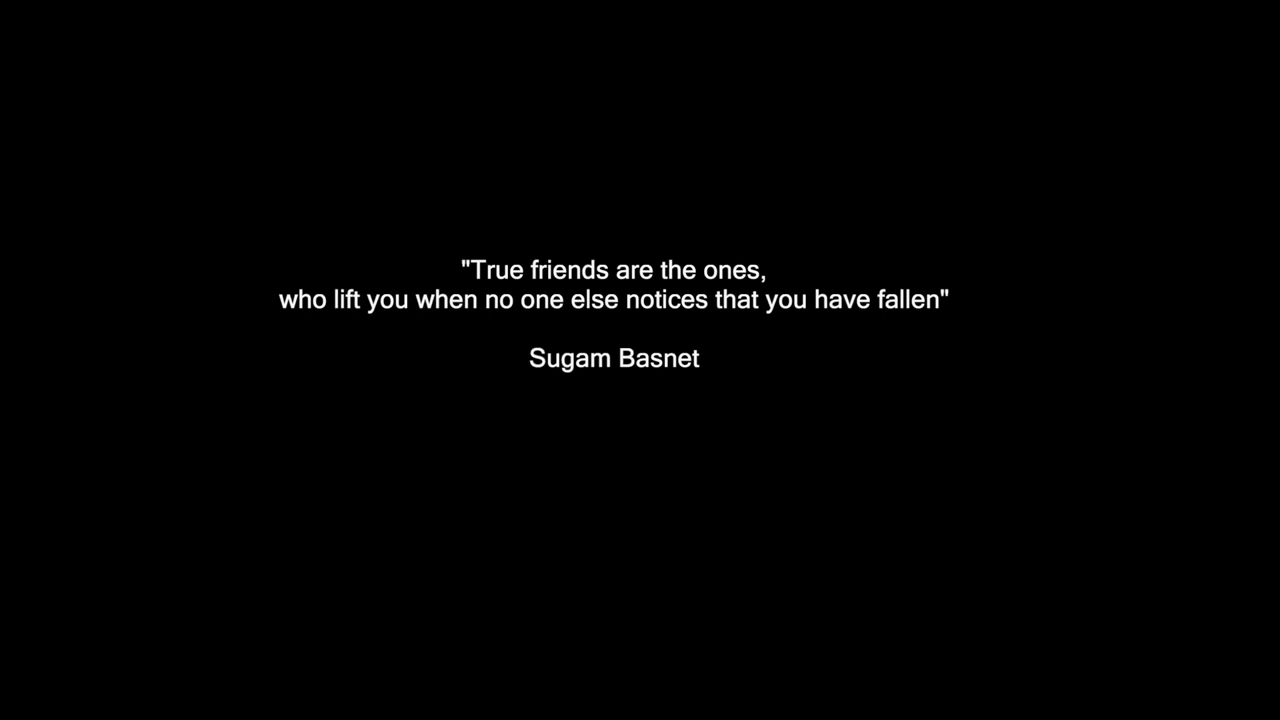 "True friends are the ones,
who lift you when no one else notices that you have fallen"
Sugam Basnet